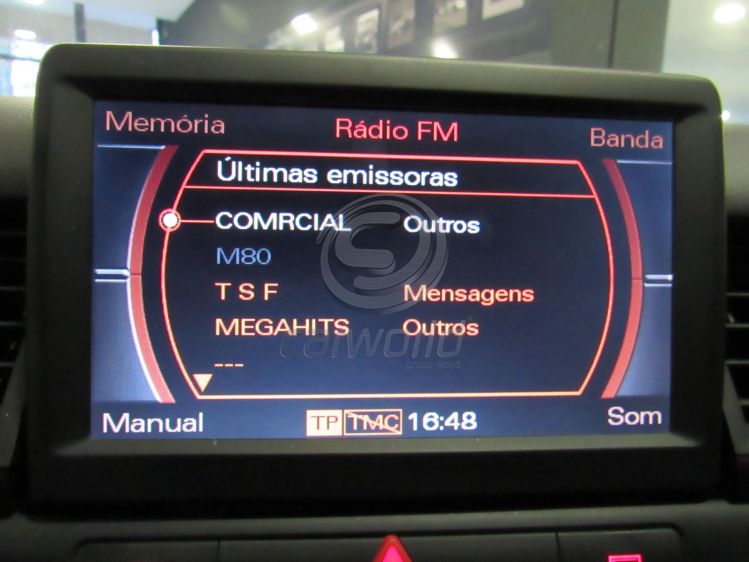 Memória Rádio FM Banda
Últimas emissoras
COMRCIAL Outros
M80
T S F Mensagens
MEGAHITS Outros
---
carworld
grupo world
Manual TP TMC 16:48 Som